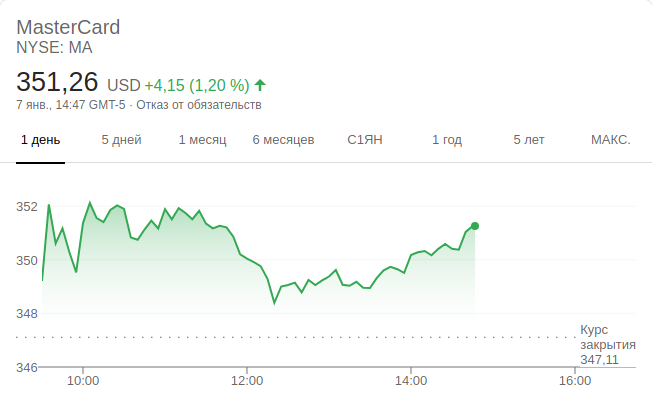 MasterCard
NYSE: MA
351,26 USD +4,15 (1,20 %)
7 янв., 14:47 GMT-5 · Отказ от обязательств
1 день 5 дней 1 месяц 6 месяцев С1ЯН 1 год 5 лет МАКС.
352
350
348
346
Курс
закрытия
347,11
10:00 12:00 14:00 16:00